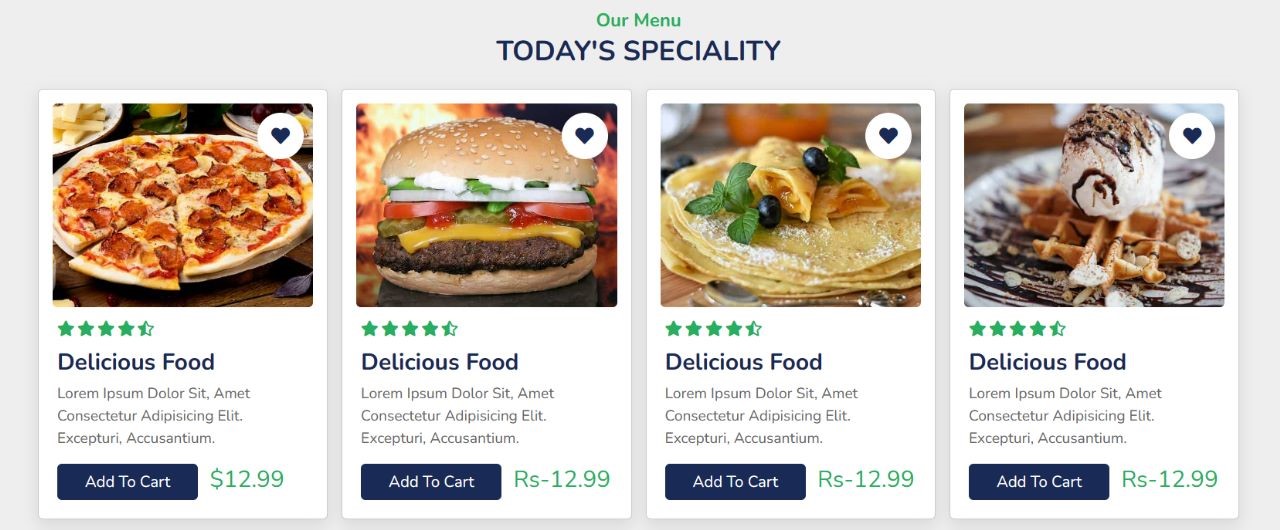 Our Menu
TODAY'S SPECIALITY
Delicious Food
Lorem Ipsum Dolor Sit, Amet
Consectetur Adipisicing Elit.
Excepturi, Accusantium.
Add To Cart $12.99
Delicious Food
Lorem Ipsum Dolor Sit, Amet
Consectetur Adipisicing Elit.
Excepturi, Accusantium.
Add To Cart Rs-12.99
Delicious Food
Lorem Ipsum Dolor Sit, Amet
Consectetur Adipisicing Elit.
Excepturi, Accusantium.
Add To Cart Rs-12.99
Delicious Food
Lorem Ipsum Dolor Sit, Amet
Consectetur Adipisicing Elit.
Excepturi, Accusantium.
Add To Cart Rs-12.99